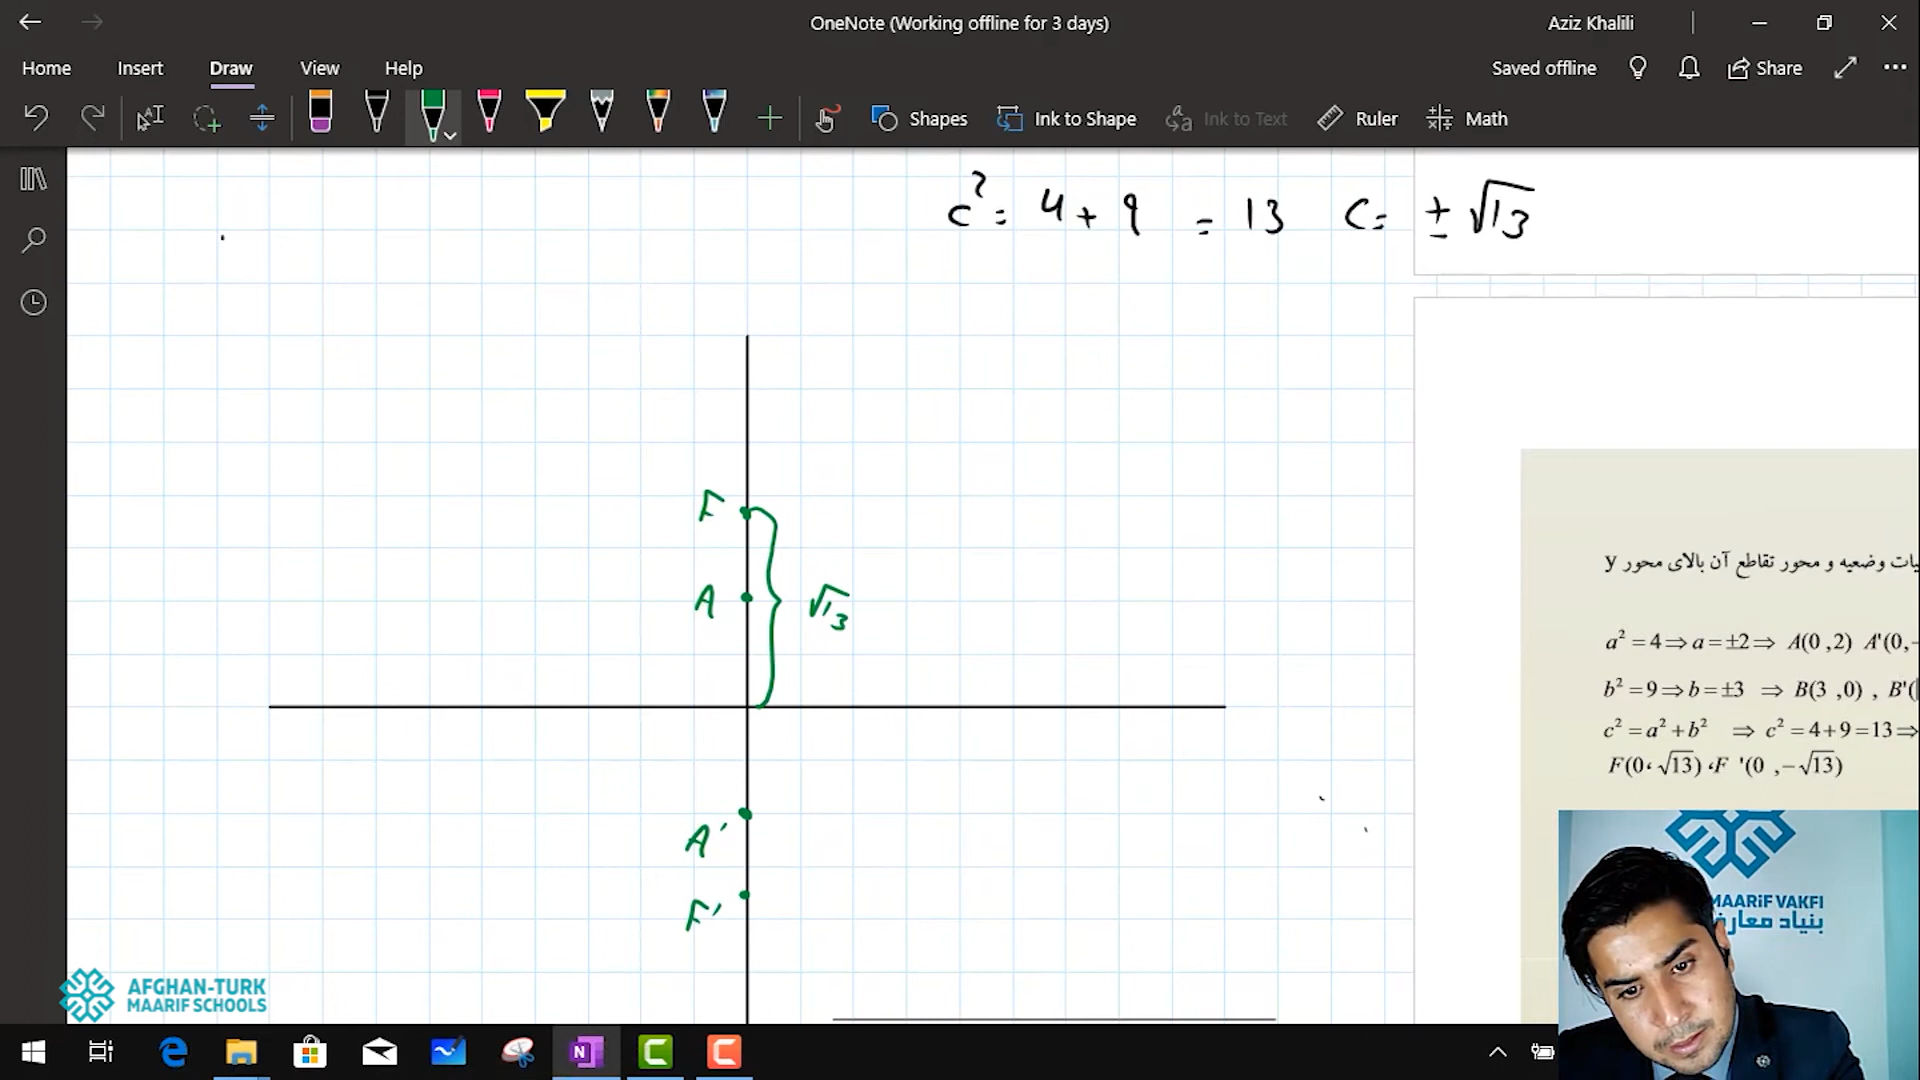 OneNote (Working offline for 3 days)
Aziz Khalili
Home Insert Draw View Help
Saved offline
Share
Shapes
Ink to Shape
Ink to Text
Ruler
Math
c² = 4 + 9 = 13 C = ± √13
F
A
√13
A'
F'
یات وضعیه و محور تقاطع آن بالای محور y
a² = 4 ⇒ a = ±2 ⇒ A(0 ,2) A'(0,-
b² = 9 ⇒ b = ±3 ⇒ B(3 ,0) , B'(
c² = a² + b² ⇒ c² = 4+9 = 13 ⇒
F(0، √13) ،F '(0 ,-√13)
MAARİF VAKFI
بنیاد معارف
AFGHAN-TURK
MAARIF SCHOOLS